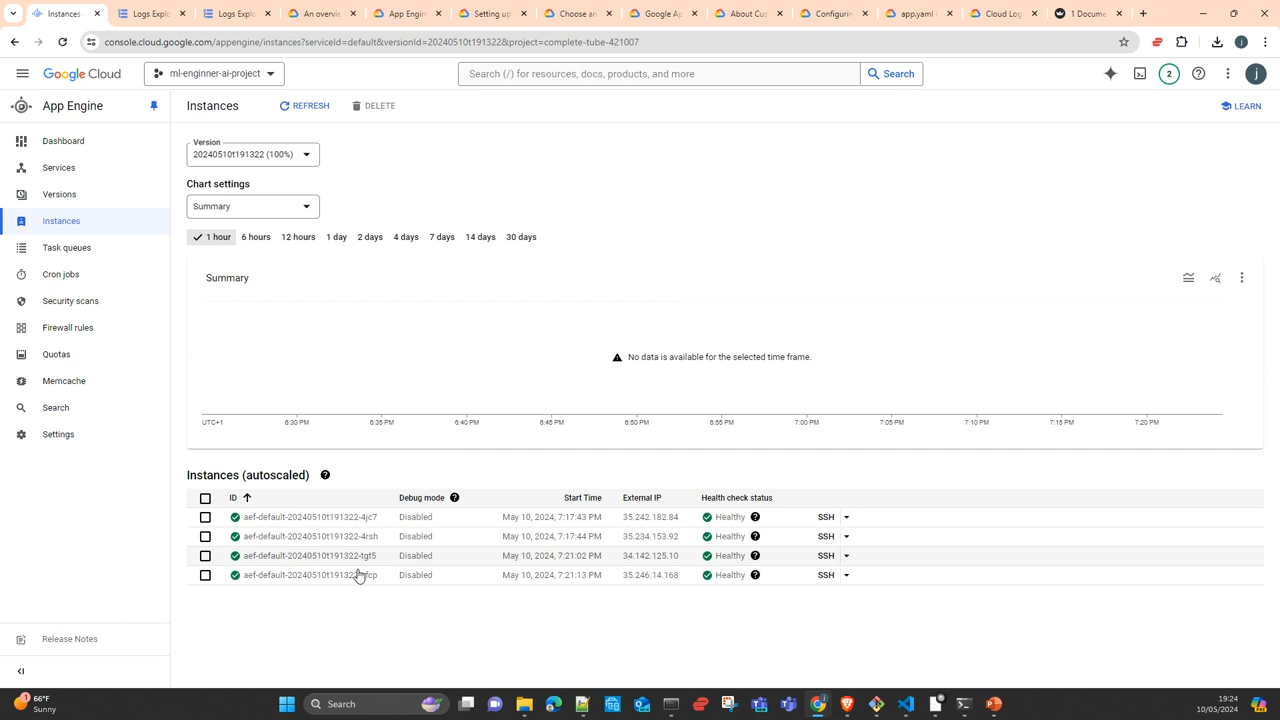 Instances -
Logs Explo
Logs Explo
An overvie
App Engin
Setting up
Choose an
Google Ap
About Cus
Configurin
app.yaml
Cloud Log
1 Docume
console.cloud.google.com/appengine/instances?serviceId=default&versionId=20240510t191322&project=complete-tube-421007
Google Cloud
ml-enginner-ai-project
Search (/) for resources, docs, products, and more
Search
2
j
App Engine
Instances
REFRESH
DELETE
LEARN
Dashboard
Services
Versions
Instances
Task queues
Cron jobs
Security scans
Firewall rules
Quotas
Memcache
Search
Settings
Release Notes
Version
20240510t191322 (100%)
Chart settings
Summary
1 hour 6 hours 12 hours 1 day 2 days 4 days 7 days 14 days 30 days
Summary
No data is available for the selected time frame.
UTC+1 6:30 PM 6:35 PM 6:40 PM 6:45 PM 6:50 PM 6:55 PM 7:00 PM 7:05 PM 7:10 PM 7:15 PM 7:20 PM
Instances (autoscaled)
ID Debug mode Start Time External IP Health check status
aef-default-20240510t191322-4jc7 Disabled May 10, 2024, 7:17:43 PM 35.242.182.84 Healthy SSH
aef-default-20240510t191322-4rsh Disabled May 10, 2024, 7:17:44 PM 35.234.153.92 Healthy SSH
aef-default-20240510t191322-tgt5 Disabled May 10, 2024, 7:21:02 PM 34.142.125.10 Healthy SSH
Disabled May 10, 2024, 7:21:13 PM 35.246.14.168 Healthy SSH
66°F
Sunny
Search
19:24
10/05/2024